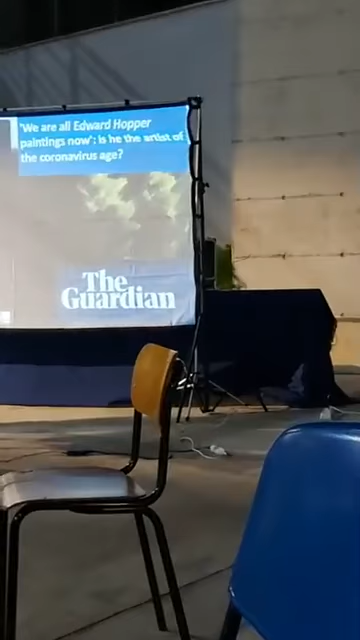 'We are all Edward Hopper
paintings now': is he the artist of
the coronavirus age?
The
Guardian